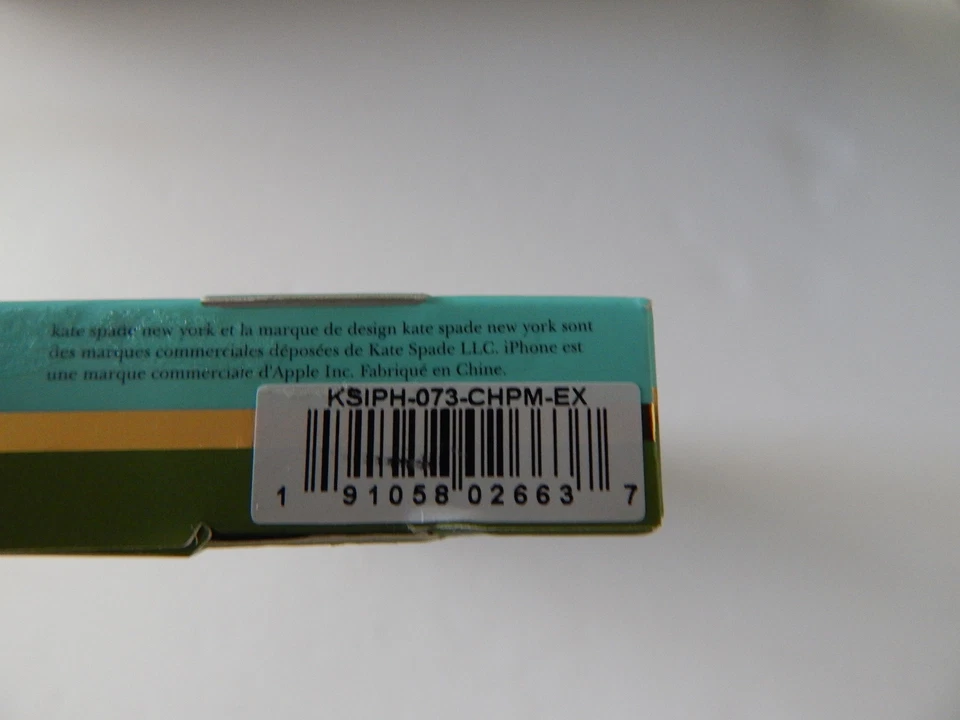 kate spade new york et la marque de design kate spade new york sont
des marques commerciales déposées de Kate Spade LLC. iPhone est
une marque commerciale d'Apple Inc. Fabriqué en Chine.
KSIPH-073-CHPM-EX
1 91058 02663 7